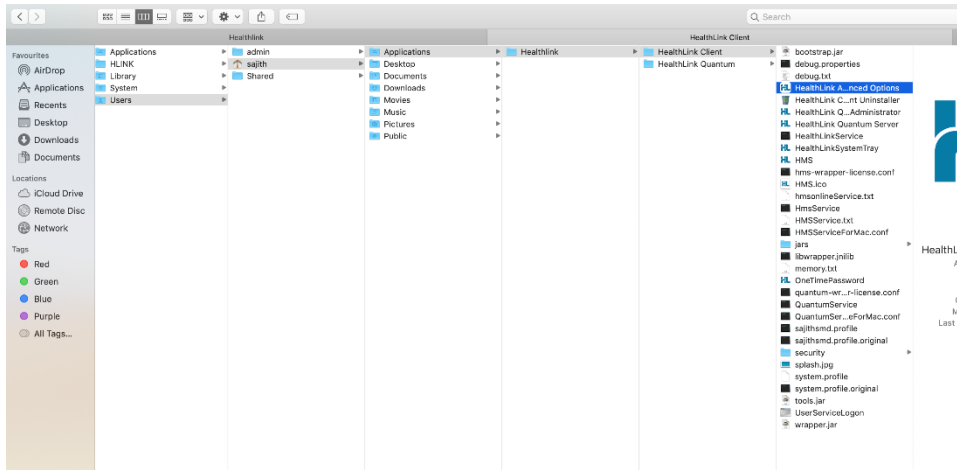 Search
Healthlink
HealthLink Client
Favourites
AirDrop
Applications
Recents
Desktop
Downloads
Documents
Locations
iCloud Drive
Remote Disc
Network
Tags
Red
Green
Blue
Purple
All Tags...
Applications
HLINK
Library
System
Users
admin
sajith
Shared
Applications
Desktop
Documents
Downloads
Movies
Music
Pictures
Public
Healthlink
HealthLink Client
HealthLink Quantum
bootstrap.jar
debug.properties
debug.txt
HealthLink A...nced Options
HealthLink C...nt Uninstaller
HealthLink Q...Administrator
HealthLink Quantum Server
HealthLinkService
HealthLinkSystemTray
HMS
hms-wrapper-license.conf
HMS.ico
hmsonlineService.txt
HmsService
HMSService.txt
HMSServiceForMac.conf
jars
libwrapper.jnilib
memory.txt
OneTimePassword
quantum-wr...r-license.conf
QuantumService
QuantumSer...eForMac.conf
sajithsmd.profile
sajithsmd.profile.original
security
splash.jpg
system.profile
system.profile.original
tools.jar
UserServiceLogon
wrapper.jar
HealthL
Last